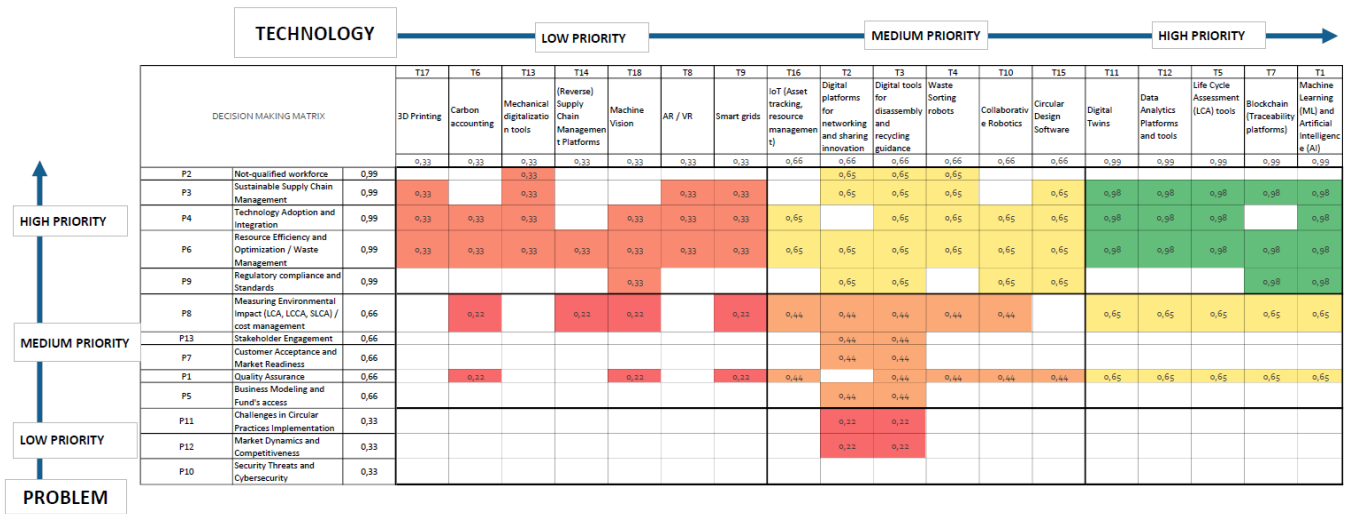 TECHNOLOGY
LOW PRIORITY
MEDIUM PRIORITY
HIGH PRIORITY
DECISION MAKING MATRIX
T17 T6 T13 T14 T18 T8 T9 T16 T2 T3 T4 T10 T15 T11 T12 T5 T7 T1
3D Printing
Carbon
accounting
Mechanical
digitalizatio
n tools
(Reverse)
Supply
Chain
Managemen
t Platforms
Machine
Vision
AR / VR
Smart grids
IoT (Asset
tracking,
resource
managemen
t)
Digital
platforms
for
networking
and sharing
innovation
Digital tools
for
disassembly
and
recycling
guidance
Waste
Sorting
robots
Collaborativ
e Robotics
Circular
Design
Software
Digital
Twins
Data
Analytics
Platforms
and tools
Life Cycle
Assessment
(LCA) tools
Blockchain
(Traceability
platforms)
Machine
Learning
(ML) and
Artificial
Intelligenc
e (AI)
0,33 0,33 0,33 0,33 0,33 0,33 0,33 0,66 0,66 0,66 0,66 0,66 0,66 0,99 0,99 0,99 0,99 0,99
HIGH PRIORITY
P2 Not-qualified workforce 0,99 0,33 0,65 0,65 0,65
P3 Sustainable Supply Chain
Management 0,99 0,33 0,33 0,33 0,33 0,65 0,65 0,65 0,65 0,98 0,98 0,98 0,98 0,98
P4 Technology Adoption and
Integration 0,99 0,33 0,33 0,33 0,33 0,33 0,33 0,65 0,65 0,65 0,65 0,65 0,98 0,98 0,98 0,98
P6 Resource Efficiency and
Optimization / Waste
Management 0,99 0,33 0,33 0,33 0,33 0,33 0,33 0,33 0,65 0,65 0,65 0,65 0,65 0,65 0,98 0,98 0,98 0,98 0,98
P9 Regulatory compliance and
Standards 0,99 0,33 0,65 0,65 0,65 0,65 0,98 0,98
MEDIUM PRIORITY
P8 Measuring Environmental
Impact (LCA, LCCA, SLCA) /
cost management 0,66 0,22 0,22 0,22 0,22 0,44 0,44 0,44 0,44 0,44 0,65 0,65 0,65 0,65 0,65
P13 Stakeholder Engagement 0,66 0,44 0,44
P7 Customer Acceptance and
Market Readiness 0,66 0,44 0,44
P1 Quality Assurance 0,66 0,22 0,22 0,22 0,44 0,44 0,44 0,44 0,44 0,65 0,65 0,65 0,65 0,65
P5 Business Modeling and
Fund's access 0,66 0,44 0,44
LOW PRIORITY
P11 Challenges in Circular
Practices Implementation 0,33 0,22 0,22
P12 Market Dynamics and
Competitiveness 0,33 0,22 0,22
P10 Security Threats and
Cybersecurity 0,33
PROBLEM